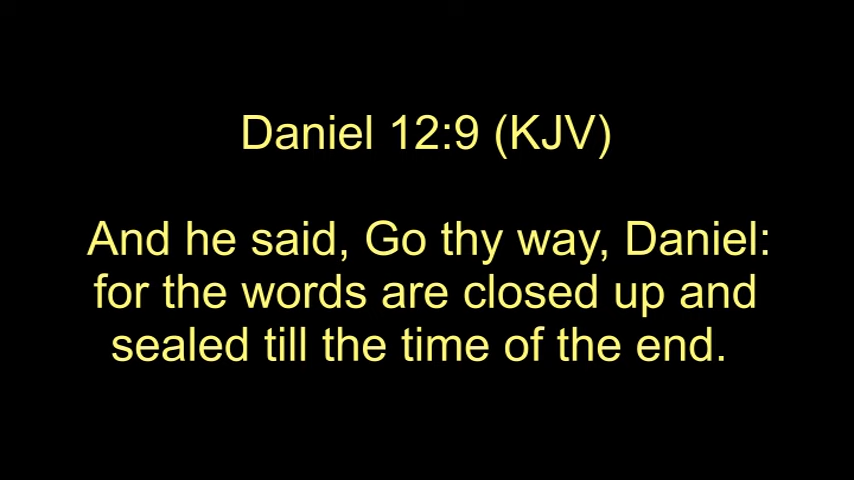 Daniel 12:9 (KJV)
And he said, Go thy way, Daniel:
for the words are closed up and
sealed till the time of the end.